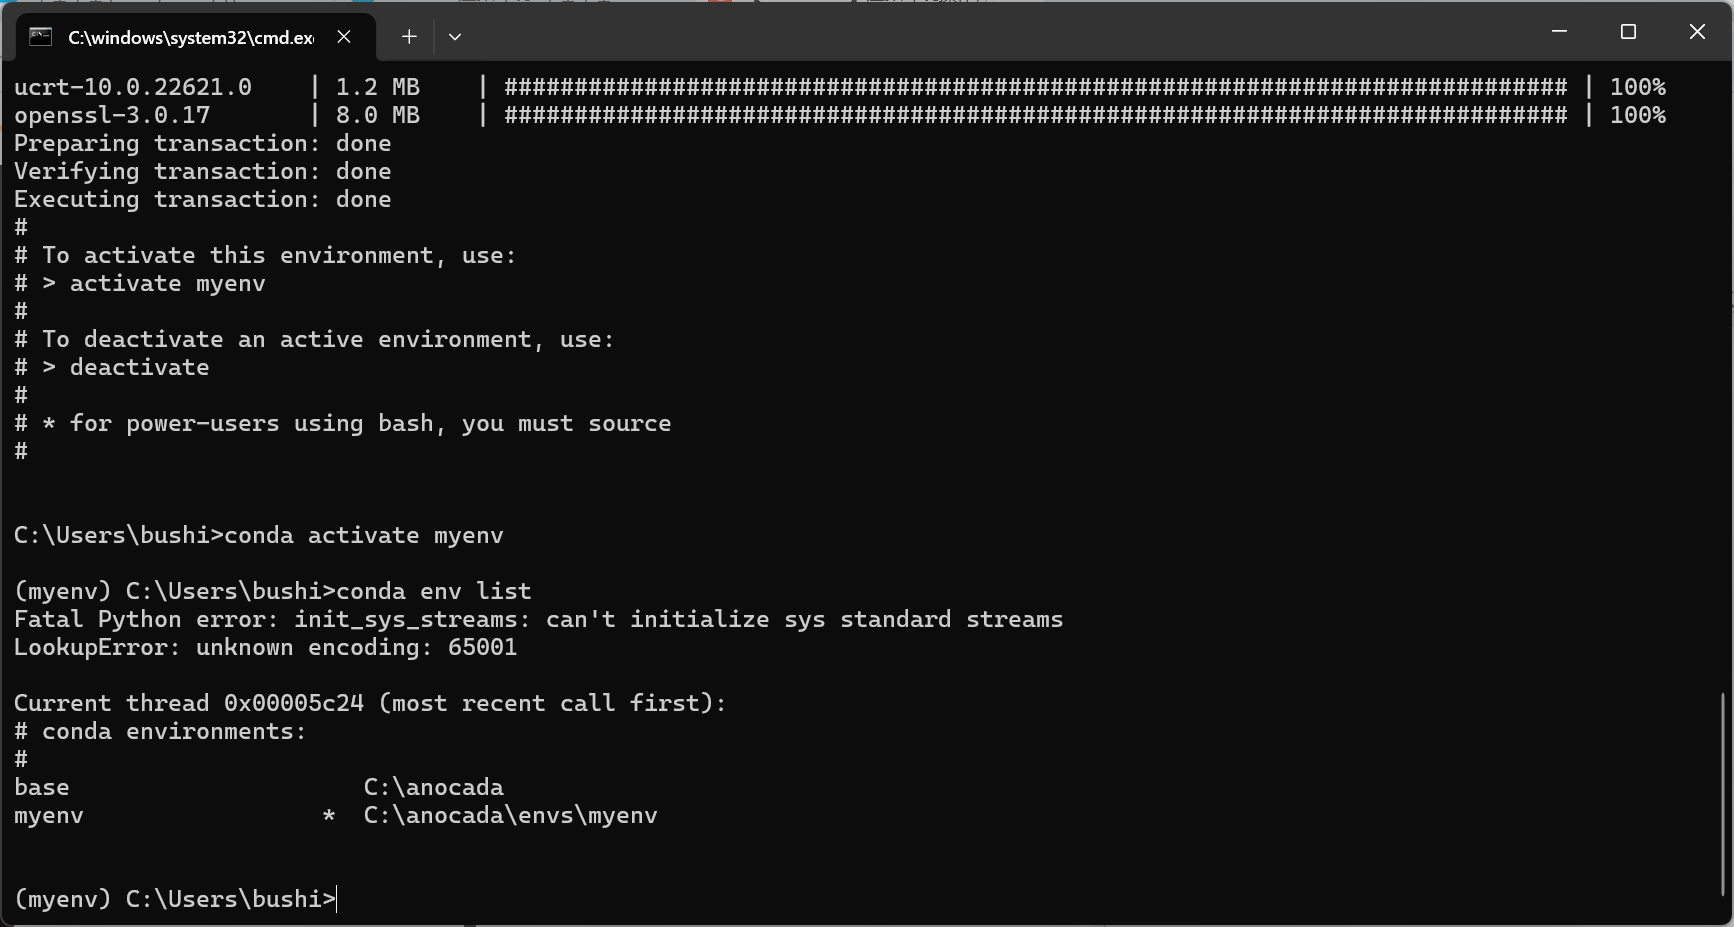 C:\windows\system32\cmd.ex
ucrt-10.0.22621.0 | 1.2 MB | ############################################################################ | 100%
openssl-3.0.17 | 8.0 MB | ############################################################################ | 100%
Preparing transaction: done
Verifying transaction: done
Executing transaction: done
#
# To activate this environment, use:
# > activate myenv
#
# To deactivate an active environment, use:
# > deactivate
#
# * for power-users using bash, you must source
#
C:\Users\bushi>conda activate myenv
(myenv) C:\Users\bushi>conda env list
Fatal Python error: init_sys_streams: can't initialize sys standard streams
LookupError: unknown encoding: 65001
Current thread 0x00005c24 (most recent call first):
# conda environments:
#
base C:\anocada
myenv * C:\anocada\envs\myenv
(myenv) C:\Users\bushi>